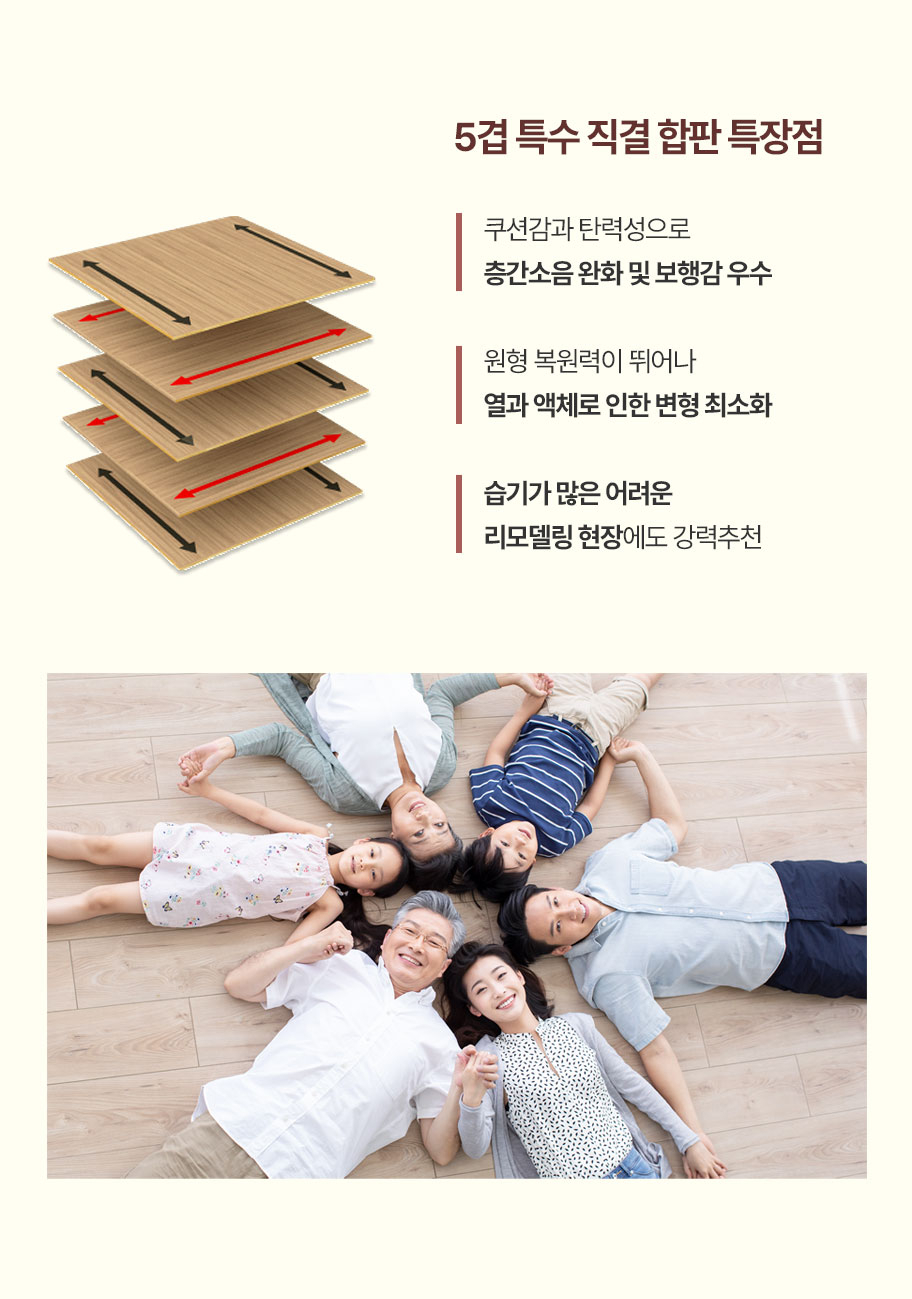 5겹 특수 직결 합판 특장점
쿠션감과 탄력성으로
층간소음 완화 및 보행감 우수
원형 복원력이 뛰어나
열과 액체로 인한 변형 최소화
습기가 많은 어려운
리모델링 현장에도 강력추천